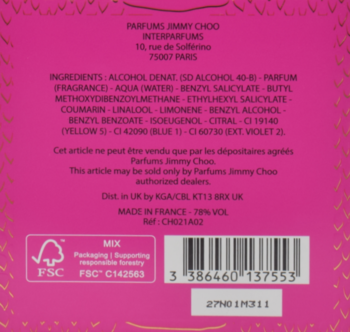 PARFUMS JIMMY CHOO
INTERPARFUMS
10, rue de Solférino
75007 PARIS
INGREDIENTS : ALCOHOL DENAT. (SD ALCOHOL 40-B) - PARFUM
(FRAGRANCE) - AQUA (WATER) - BENZYL SALICYLATE - BUTYL
METHOXYDIBENZOYLMETHANE - ETHYLHEXYL SALICYLATE -
COUMARIN - LINALOOL - LIMONENE - BENZYL ALCOHOL -
BENZYL BENZOATE - ISOEUGENOL - CITRAL - CI 19140
(YELLOW 5) - CI 42090 (BLUE 1) - CI 60730 (EXT. VIOLET 2).
Cet article ne peut être vendu que par les dépositaires agréés
Parfums Jimmy Choo.
This article may be sold only by Parfums Jimmy Choo
authorized dealers.
Dist. in UK by KGA/CBL KT13 8RX UK
MADE IN FRANCE - 78% VOL
Réf : CH021A02
FSC
MIX
Packaging | Supporting
responsible forestry
FSC™ C142563
3 386460 137553
27N01M311